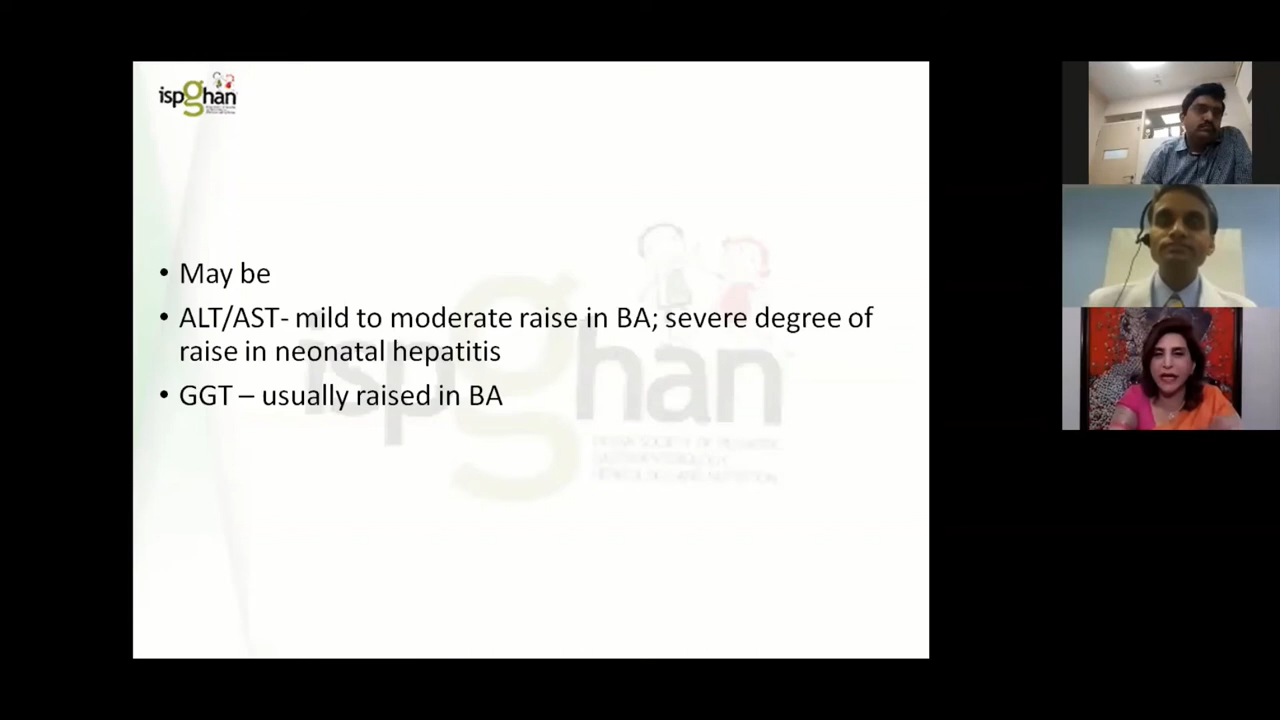 ispghan
• May be
• ALT/AST- mild to moderate raise in BA; severe degree of
raise in neonatal hepatitis
• GGT – usually raised in BA
ispghan